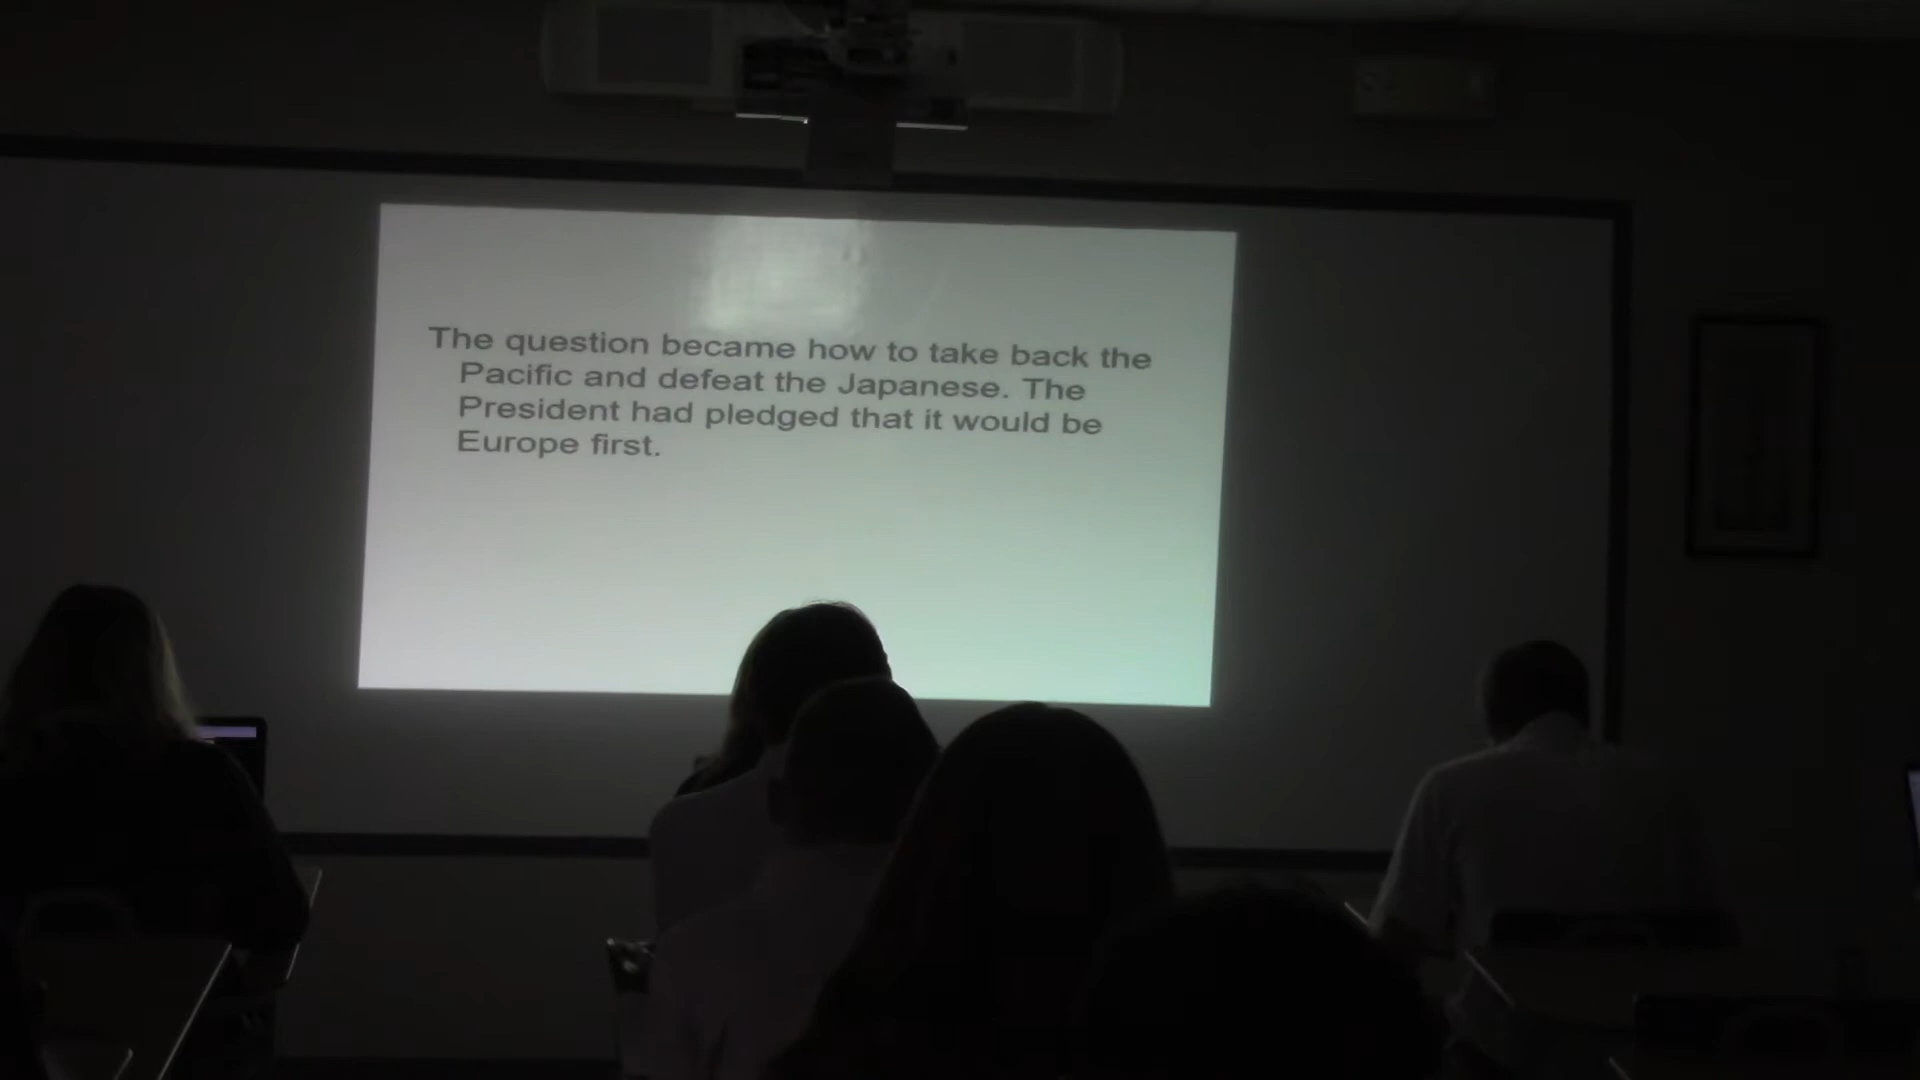 The question became how to take back the
Pacific and defeat the Japanese. The
President had pledged that it would be
Europe first.